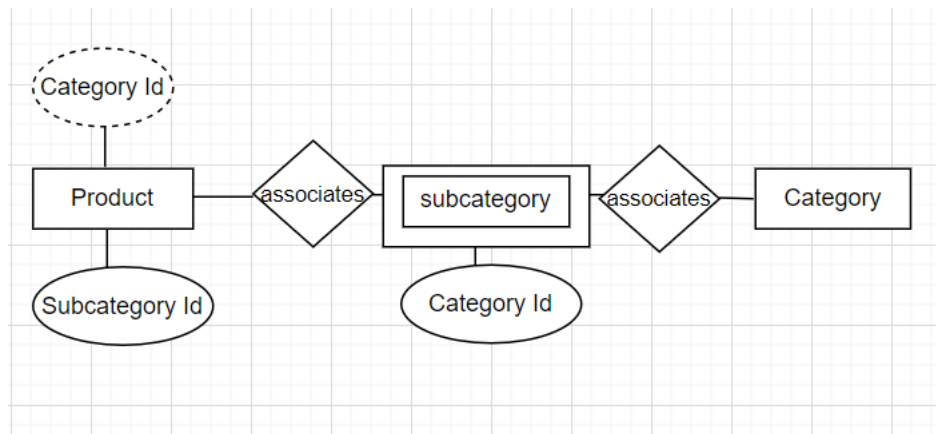 Category Id
Product
associates
subcategory
associates
Category
Subcategory Id
Category Id